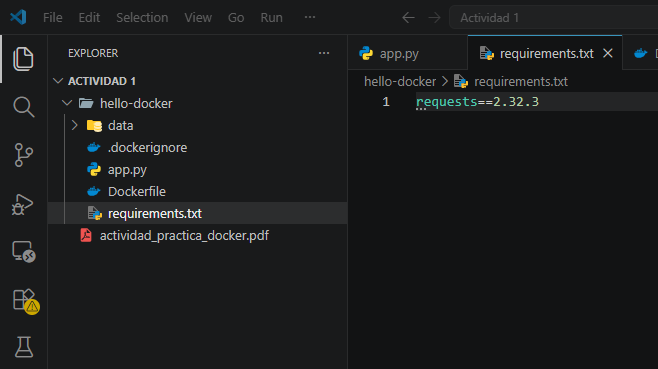 File Edit Selection View Go Run ... Actividad 1
EXPLORER ...
app.py requirements.txt
ACTIVIDAD 1
hello-docker > requirements.txt
hello-docker
1 requests==2.32.3
data
.dockerignore
app.py
Dockerfile
requirements.txt
actividad_practica_docker.pdf